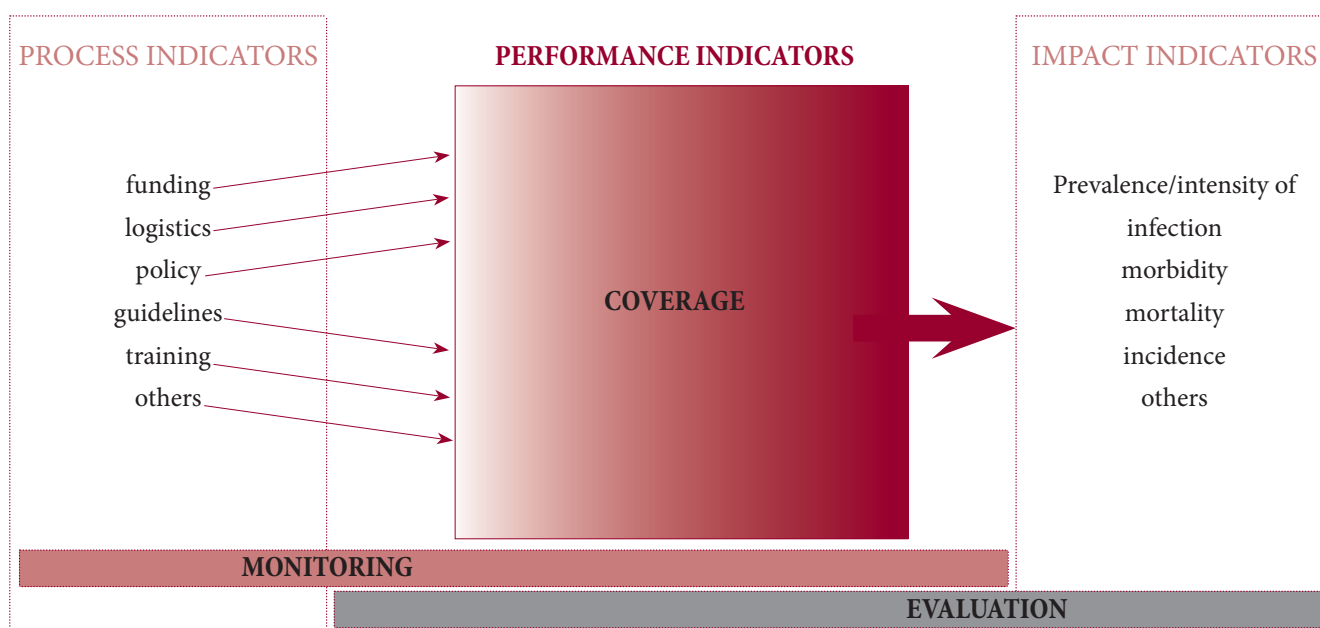 PROCESS INDICATORS
PERFORMANCE INDICATORS
IMPACT INDICATORS
funding
logistics
policy
guidelines
training
others
COVERAGE
Prevalence/intensity of
infection
morbidity
mortality
incidence
others
MONITORING
EVALUATION